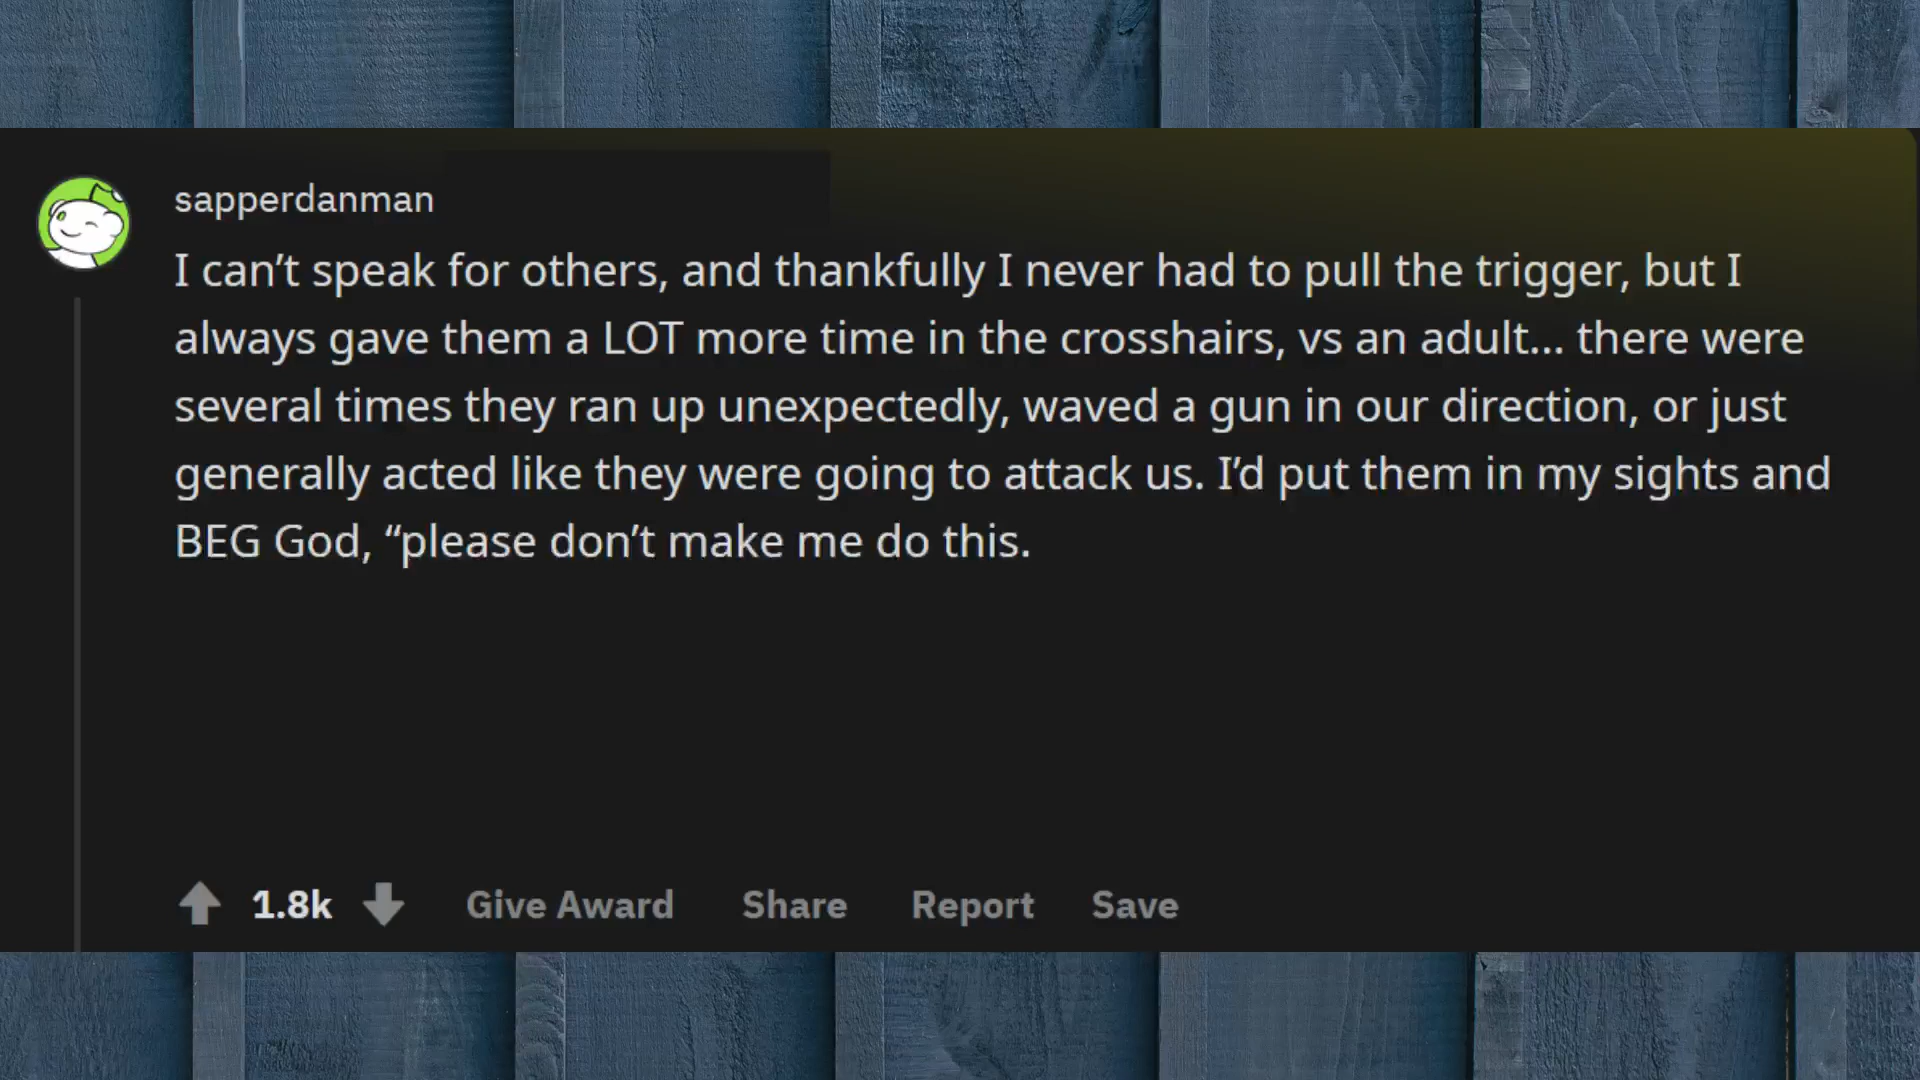 sapperdanman
I can’t speak for others, and thankfully I never had to pull the trigger, but I
always gave them a LOT more time in the crosshairs, vs an adult... there were
several times they ran up unexpectedly, waved a gun in our direction, or just
generally acted like they were going to attack us. I’d put them in my sights and
BEG God, “please don’t make me do this.
1.8k Give Award Share Report Save